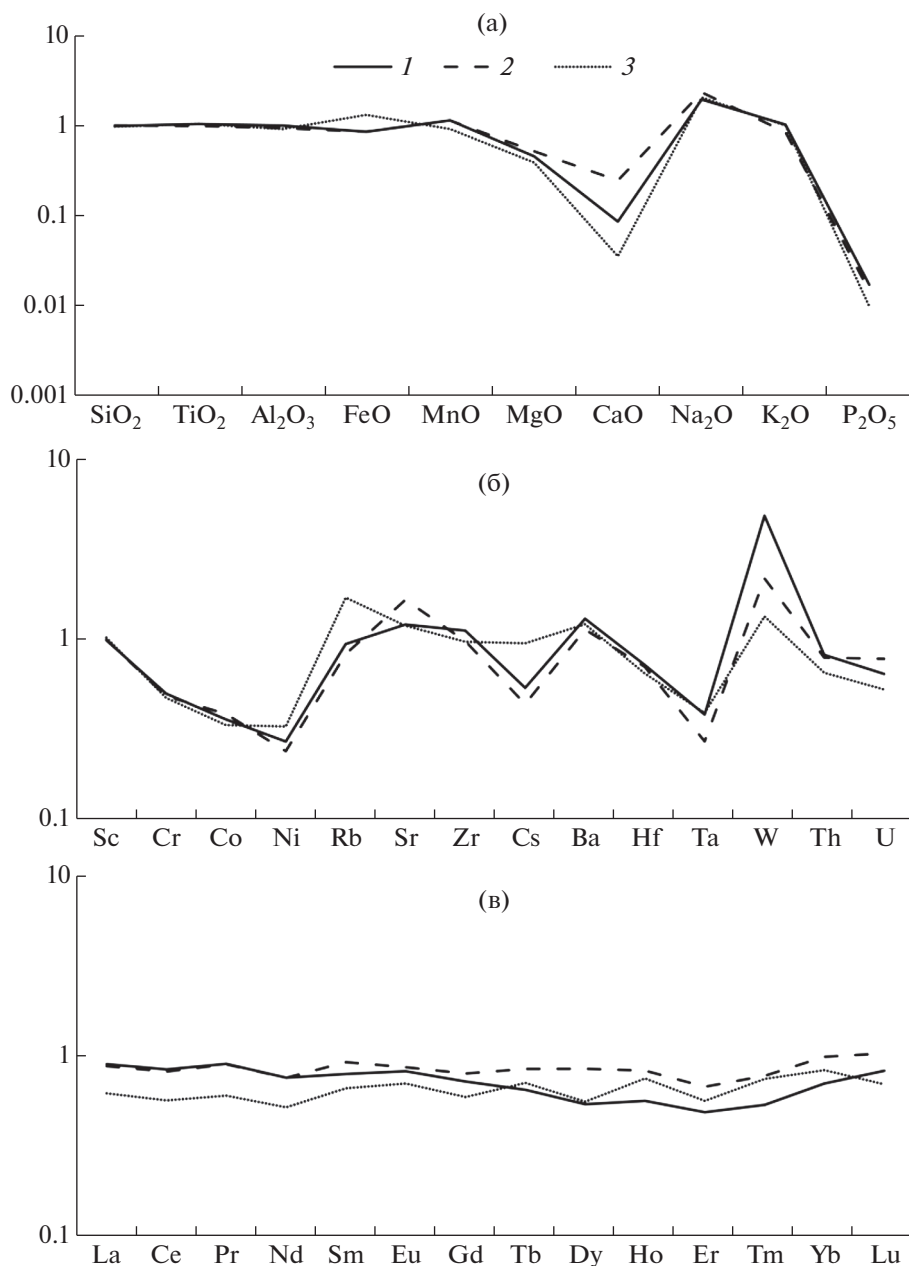 (а)
10
1 2 3
1
0.1
0.01
0.001
SiO₂ TiO₂ Al₂O₃ FeO MnO MgO CaO Na₂O K₂O P₂O₅
10
(б)
1
0.1
Sc Cr Co Ni Rb Sr Zr Cs Ba Hf Ta W Th U
10
(в)
1
0.1
La Ce Pr Nd Sm Eu Gd Tb Dy Ho Er Tm Yb Lu